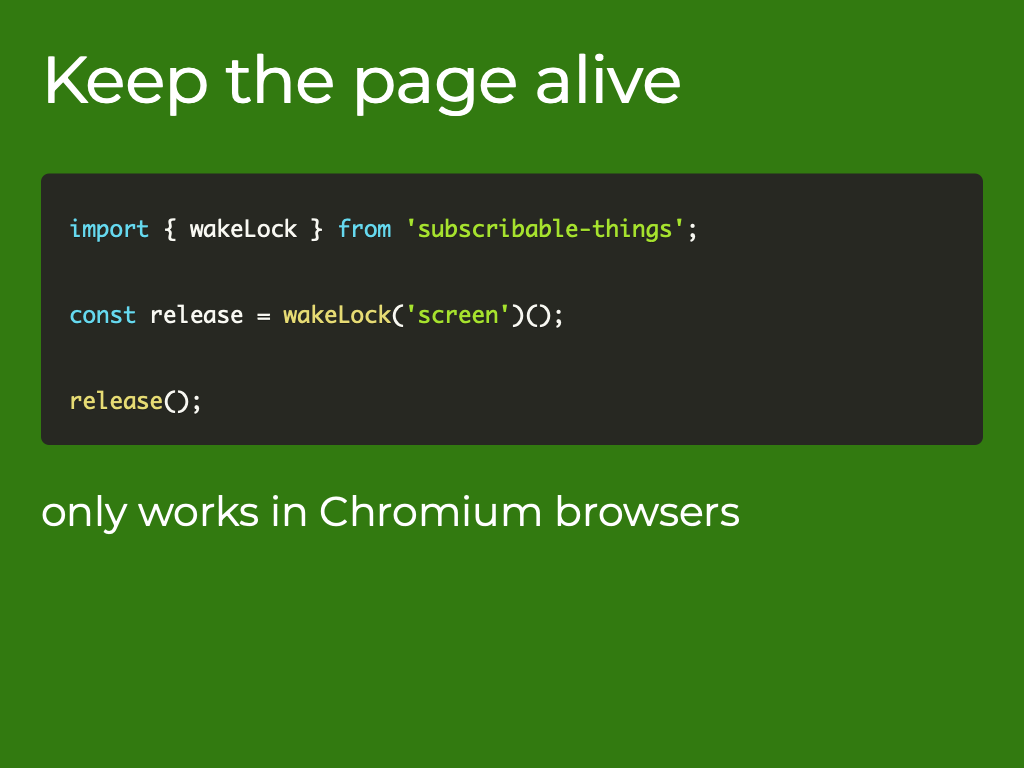 Keep the page alive
import { wakeLock } from 'subscribable-things';
const release = wakeLock('screen')();
release();
only works in Chromium browsers